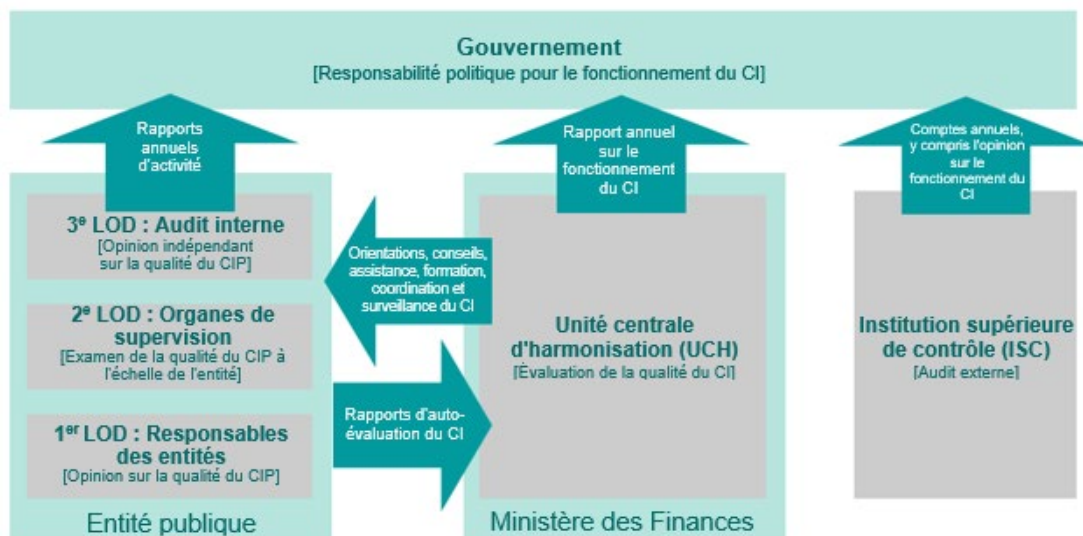 Gouvernement
[Responsabilité politique pour le fonctionnement du CI]
Rapports
annuels
d'activité
Rapport annuel
sur le
fonctionnement
du CI
Comptes annuels,
y compris l'opinion
sur le
fonctionnement du
CI
3e LOD : Audit interne
[Opinion indépendant
sur la qualité du CIP]
2e LOD : Organes de
supervision
[Examen de la qualité du CIP à
l'échelle de l'entité]
1er LOD : Responsables
des entités
[Opinion sur la qualité du CIP]
Entité publique
Orientations, conseils,
assistance, formation,
coordination et
surveillance du CI
Rapports d'auto-
évaluation du CI
Unité centrale
d'harmonisation (UCH)
[Évaluation de la qualité du CI]
Ministère des Finances
Institution supérieure
de contrôle (ISC)
[Audit externe]